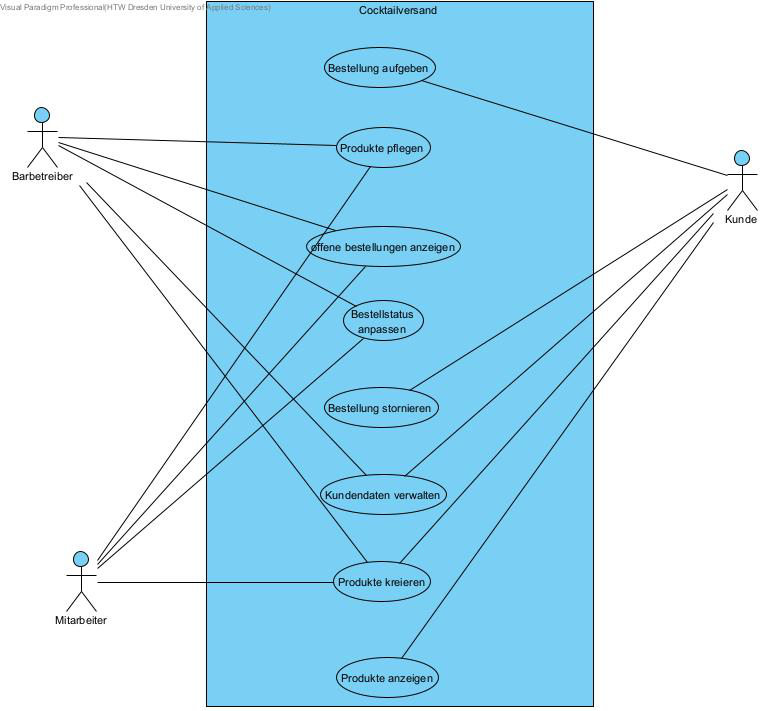 Visual Paradigm Professional(HTW Dresden University of Applied Sciences)
Cocktailversand
Bestellung aufgeben
Produkte pflegen
Barbetreiber
Kunde
offene bestellungen anzeigen
Bestellstatus
anpassen
Bestellung stornieren
Kundendaten verwalten
Produkte kreieren
Mitarbeiter
Produkte anzeigen